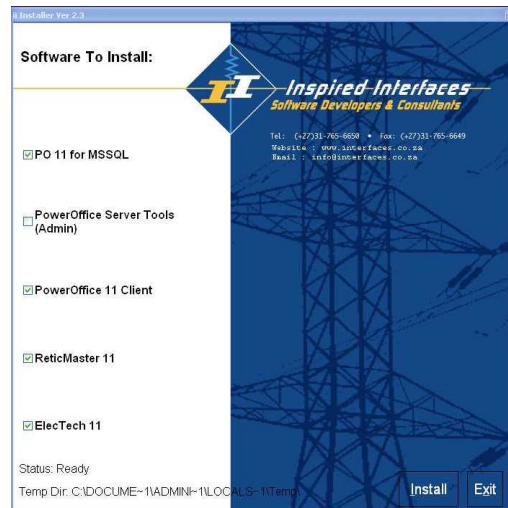 Installer Ver 2.3
Software To Install:
Inspired Interfaces
Software Developers & Consultants
Tel: (+27)31-765-6650 • Fax: (+27)31-765-6649
Website : www.interfaces.co.za
Email : info@interfaces.co.za
PO 11 for MSSQL
PowerOffice Server Tools
(Admin)
PowerOffice 11 Client
ReticMaster 11
ElecTech 11
Status: Ready
Temp Dir: C:\DOCUME~1\ADMINI~1\LOCALS~1\Temp\
Install
Exit